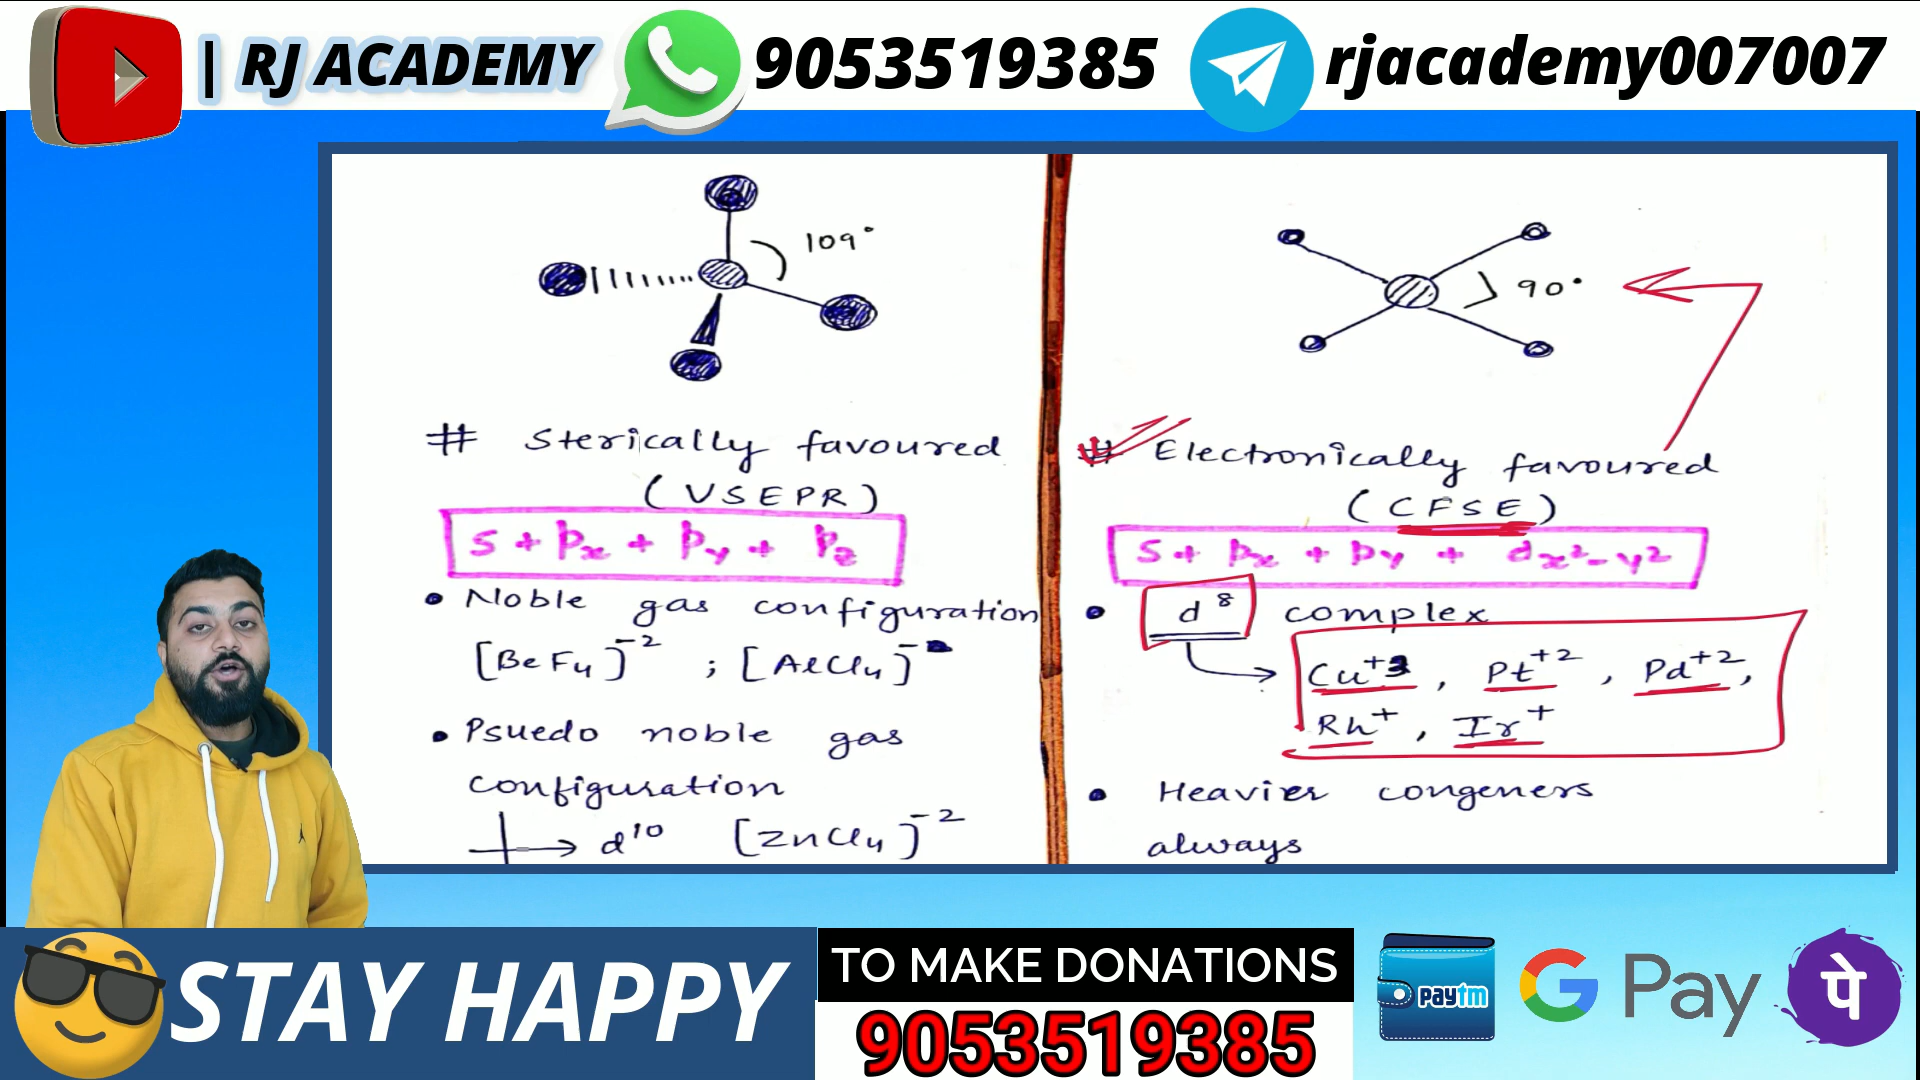 | RJ ACADEMY 9053519385 rjacademy007007
109°
# Sterically favoured
(VSEPR)
s + px + py + pz
• Noble gas configuration
[BeF4]-2 ; [AlCl4]-
• Psuedo noble gas
configuration
→ d10 [ZnCl4]-2
90°
# Electronically favoured
(CFSE)
s + px + py + dx²-y²
• d8 complex
Cu+3, Pt+2, Pd+2,
Rh+, Ir+
• Heavier congeners
always
STAY HAPPY
TO MAKE DONATIONS
9053519385
paytm
G Pay
पे